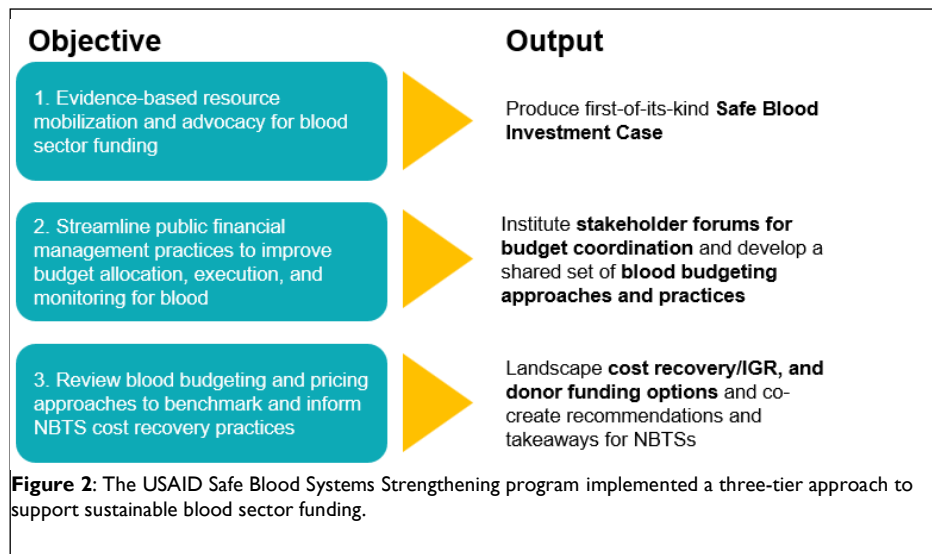 Objective
Output
1. Evidence-based resource
mobilization and advocacy for blood
sector funding
Produce first-of-its-kind Safe Blood
Investment Case
2. Streamline public financial
management practices to improve
budget allocation, execution, and
monitoring for blood
Institute stakeholder forums for
budget coordination and develop a
shared set of blood budgeting
approaches and practices
3. Review blood budgeting and pricing
approaches to benchmark and inform
NBTS cost recovery practices
Landscape cost recovery/IGR, and
donor funding options and co-
create recommendations and
takeaways for NBTSs
Figure 2: The USAID Safe Blood Systems Strengthening program implemented a three-tier approach to
support sustainable blood sector funding.